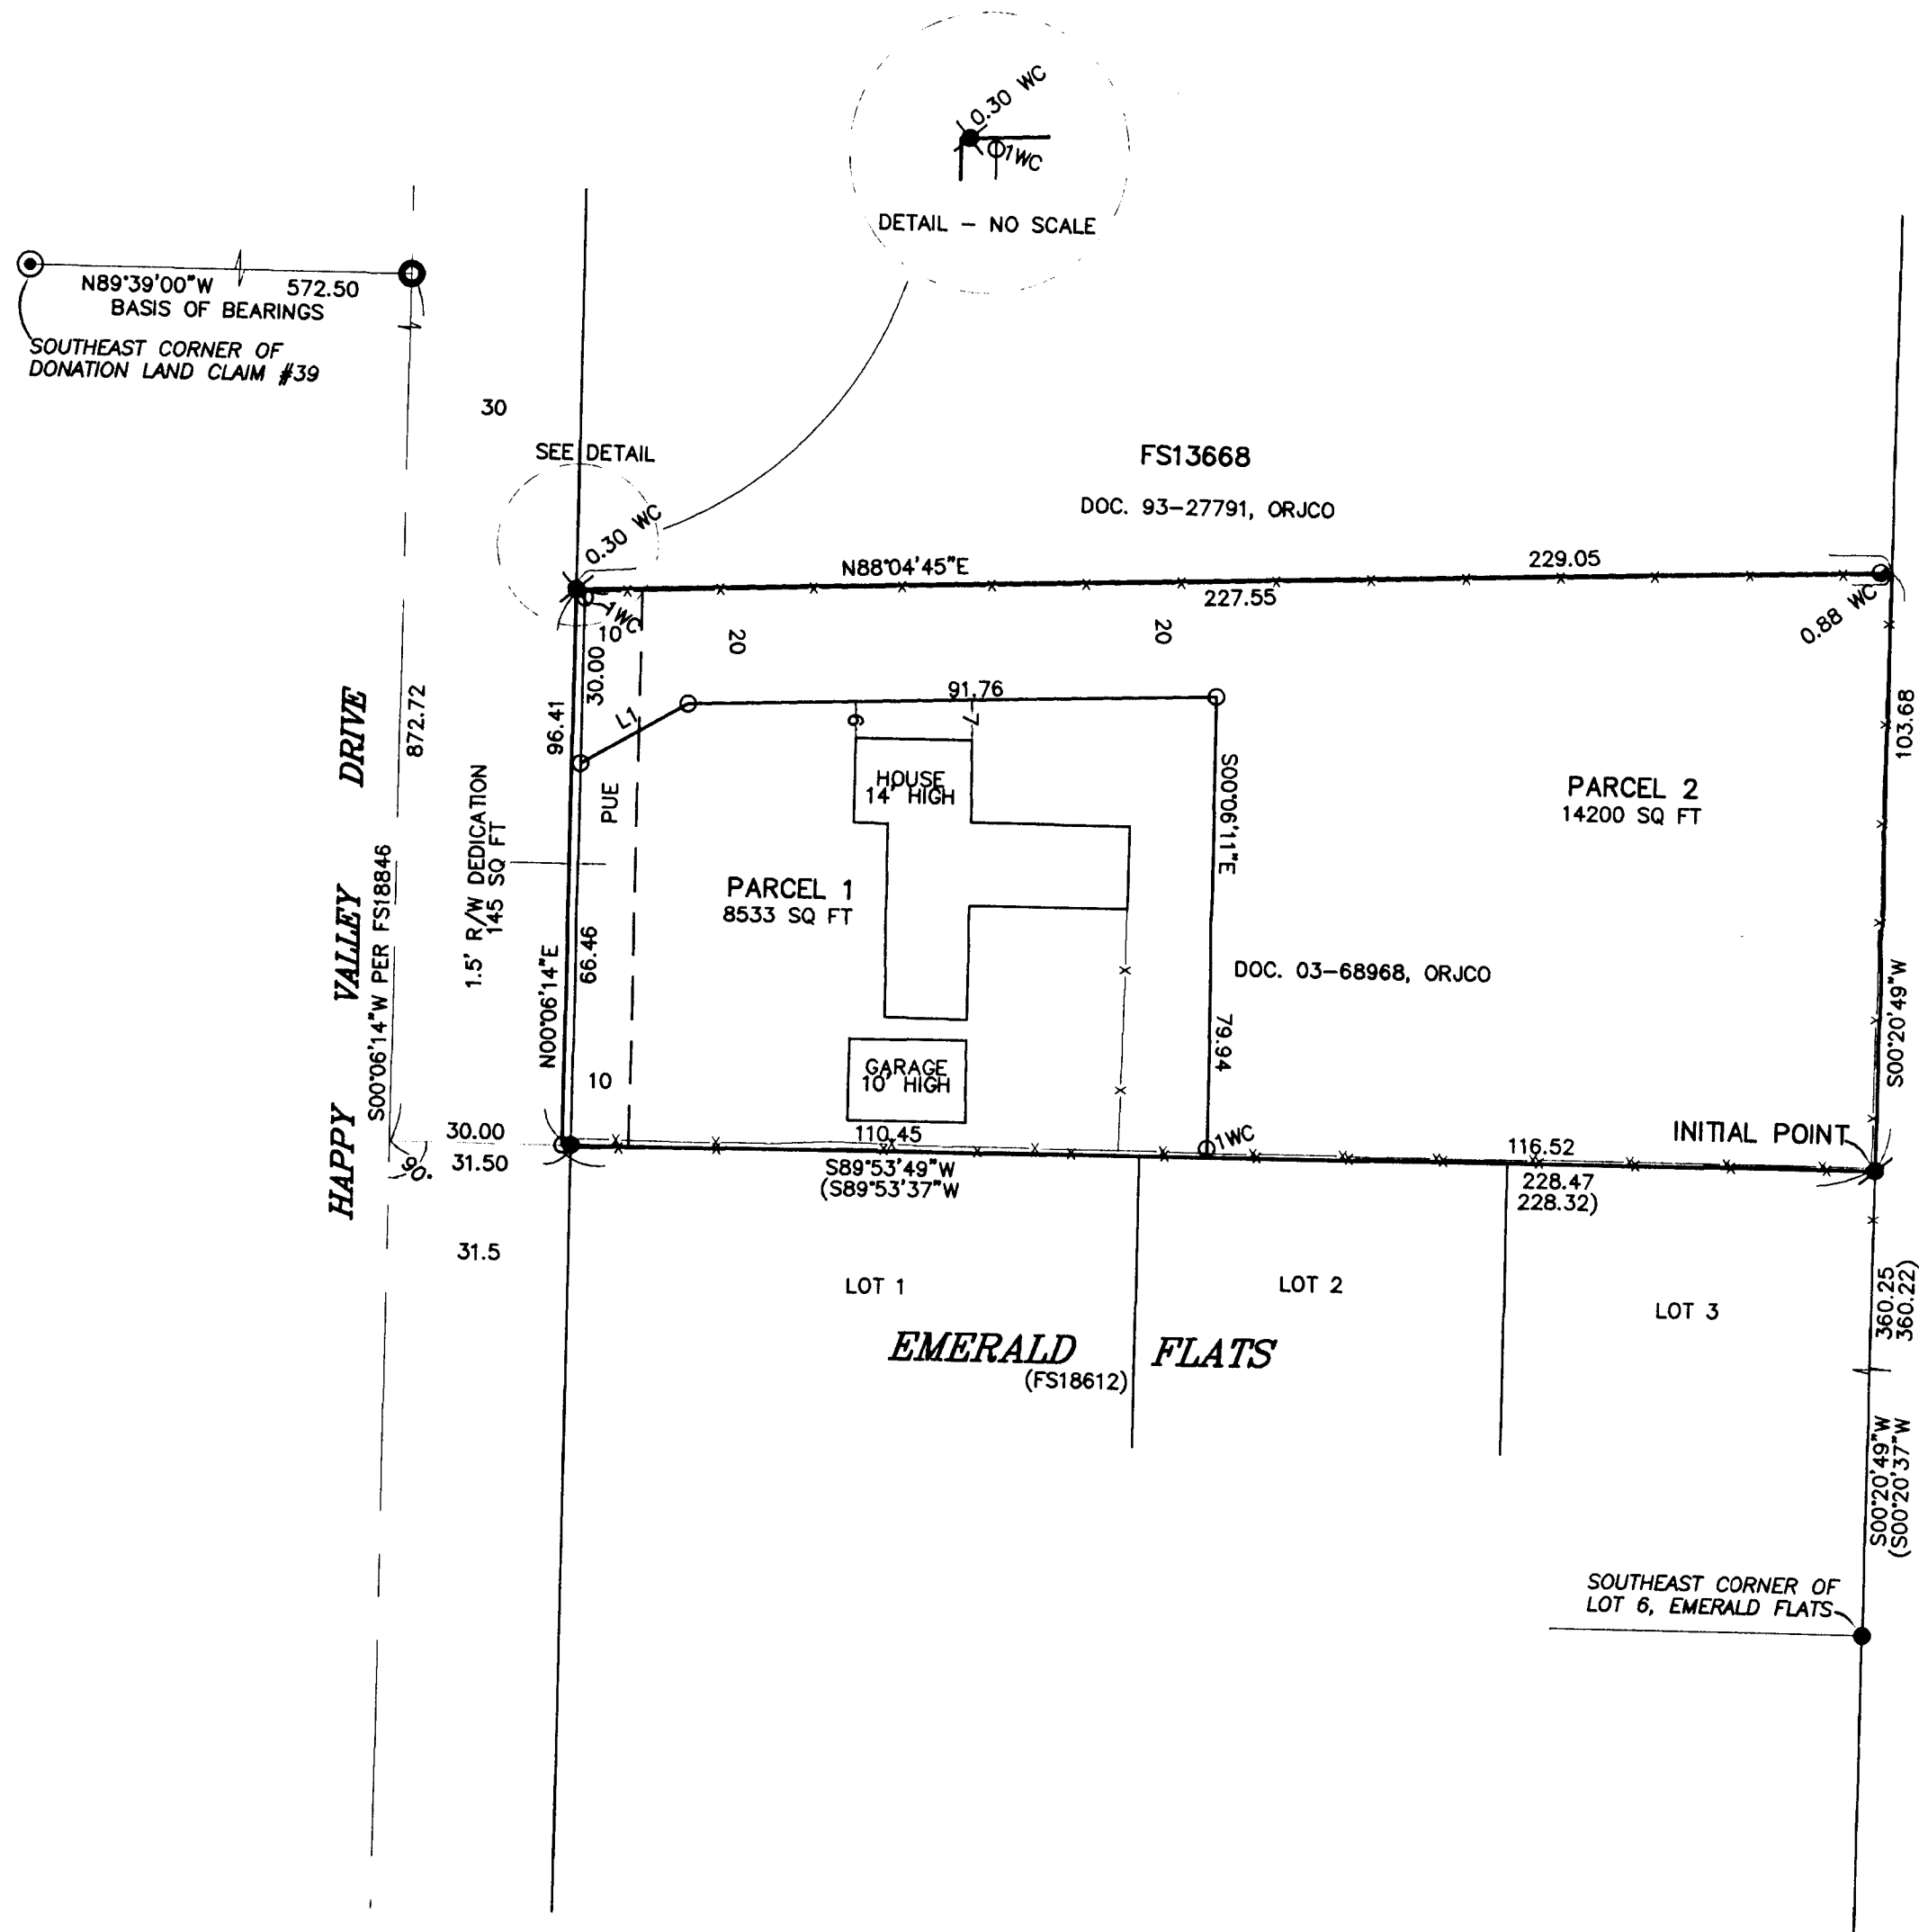 0.30 WC
1WC
DETAIL – NO SCALE
N89°39'00"W 572.50
BASIS OF BEARINGS
SOUTHEAST CORNER OF
DONATION LAND CLAIM #39
30
SEE DETAIL
FS13668
DOC. 93–27791, ORJCO
0.30 WC
N88°04'45"E
229.05
227.55
0.88 WC
1WC
10
20
20
30.00
96.41
L1
91.76
6
7
HAPPY VALLEY DRIVE
872.72
S00°06'14"W PER FS18846
1.5' R/W DEDICATION
145 SQ FT
PUE
HOUSE
14' HIGH
S00°06'11"E
79.94
PARCEL 2
14200 SQ FT
103.68
S00°20'49"W
PARCEL 1
8533 SQ FT
N00°06'14"E
66.46
DOC. 03–68968, ORJCO
GARAGE
10' HIGH
10
30.00
31.50
90°
110.45
1WC
116.52
INITIAL POINT
S89°53'49"W
(S89°53'37"W
228.47
228.32)
31.5
LOT 1
LOT 2
LOT 3
EMERALD FLATS
(FS18612)
360.25
360.22)
S00°20'49"W
(S00°20'37"W
SOUTHEAST CORNER OF
LOT 6, EMERALD FLATS